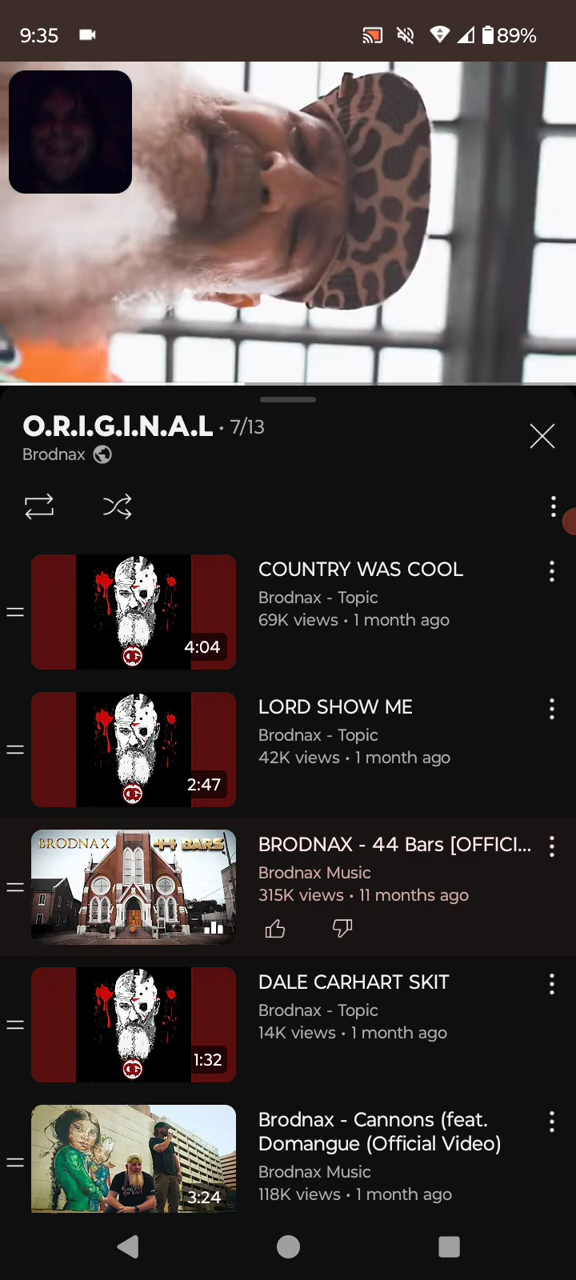 9:35
89%
O.R.I.G.I.N.A.L · 7/13
Brodnax
COUNTRY WAS COOL
Brodnax - Topic
69K views · 1 month ago
4:04
LORD SHOW ME
Brodnax - Topic
42K views · 1 month ago
2:47
BRODNAX 44 BARS
BRODNAX - 44 Bars [OFFICI...
Brodnax Music
315K views · 11 months ago
DALE CARHART SKIT
Brodnax - Topic
14K views · 1 month ago
1:32
Brodnax - Cannons (feat.
Domangue (Official Video)
Brodnax Music
118K views · 1 month ago
3:24